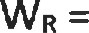 W_R =